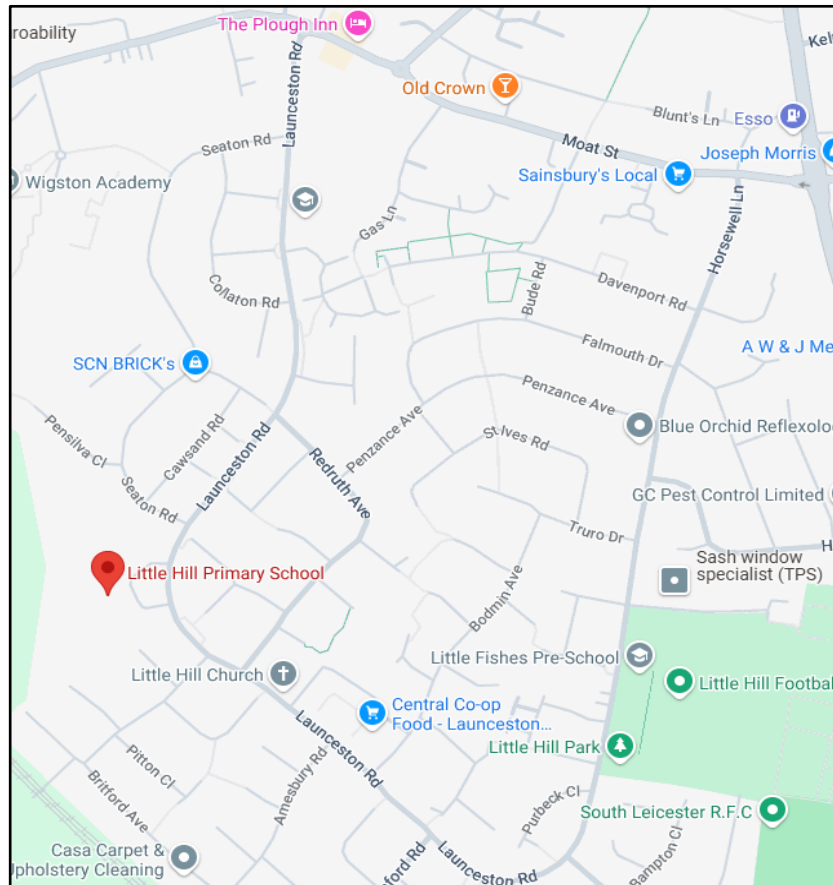 The Plough Inn
roability
Launceston Rd
Old Crown
Blunt's Ln
Esso
Moat St
Seaton Rd
Joseph Morris
Sainsbury's Local
Wigston Academy
Horsewell Ln
Gas Ln
Bude Rd
Davenport Rd
Collaton Rd
Falmouth Dr
A W & J Me
SCN BRICK's
Penzance Ave
Pensilva Cl
Cawsand Rd
Launceston Rd
Redruth Ave
Penzance Ave
St Ives Rd
Blue Orchid Reflexolo
GC Pest Control Limited
Seaton Rd
Truro Dr
H
Little Hill Primary School
Sash window
specialist (TPS)
Bodmin Ave
Little Hill Church
Little Fishes Pre-School
Little Hill Footbal
Central Co-op
Food - Launceston...
Little Hill Park
Pitton Cl
Amesbury Rd
Launceston Rd
Britford Ave
Purbeck Cl
South Leicester R.F.C
Casa Carpet &
Upholstery Cleaning
ford Rd
Launceston Rd
Bampton Cl